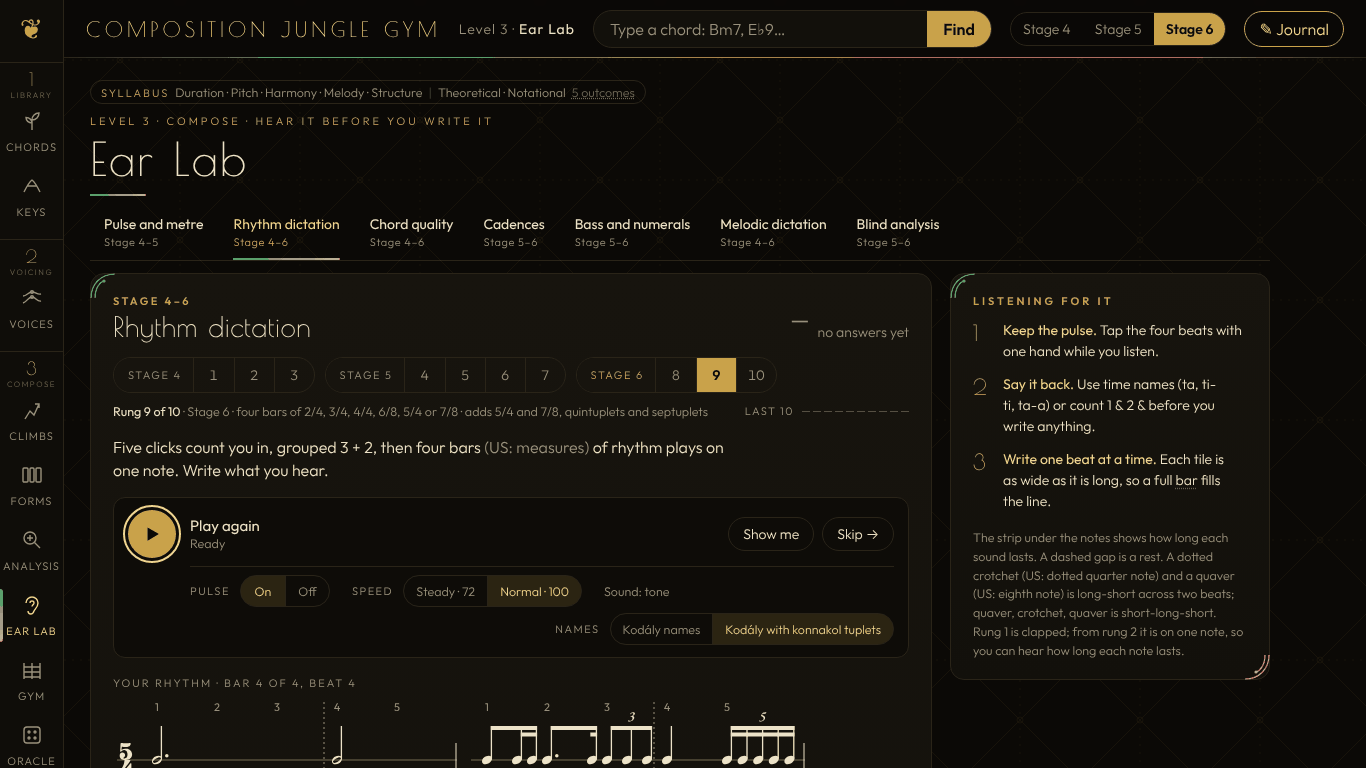 COMPOSITION JUNGLE GYM
Level 3 · Ear Lab
Type a chord: Bm7, E♭9...
Find
Stage 4
Stage 5
Stage 6
✎ Journal
1
LIBRARY
CHORDS
KEYS
2
VOICING
VOICES
3
COMPOSE
CLIMBS
FORMS
ANALYSIS
EAR LAB
GYM
ORACLE
SYLLABUS Duration · Pitch · Harmony · Melody · Structure | Theoretical · Notational 5 outcomes
LEVEL 3 · COMPOSE · HEAR IT BEFORE YOU WRITE IT
Ear Lab
Pulse and metre
Stage 4–5
Rhythm dictation
Stage 4–6
Chord quality
Stage 4–6
Cadences
Stage 5–6
Bass and numerals
Stage 5–6
Melodic dictation
Stage 4–6
Blind analysis
Stage 5–6
STAGE 4–6
Rhythm dictation
— no answers yet
STAGE 4 1 2 3
STAGE 5 4 5 6 7
STAGE 6 8 9 10
Rung 9 of 10 · Stage 6 · four bars of 2/4, 3/4, 4/4, 6/8, 5/4 or 7/8 · adds 5/4 and 7/8, quintuplets and septuplets
LAST 10
Five clicks count you in, grouped 3 + 2, then four bars (US: measures) of rhythm plays on
one note. Write what you hear.
Play again
Ready
Show me
Skip →
PULSE On Off
SPEED Steady · 72 Normal · 100
Sound: tone
NAMES Kodály names Kodály with konnakol tuplets
YOUR RHYTHM · BAR 4 OF 4, BEAT 4
1 2 3 4 5 1 2 3 4 5
3 5
5
LISTENING FOR IT
1 Keep the pulse. Tap the four beats with
one hand while you listen.
2 Say it back. Use time names (ta, ti-
ti, ta-a) or count 1 & 2 & before you
write anything.
3 Write one beat at a time. Each tile is
as wide as it is long, so a full bar fills
the line.
The strip under the notes shows how long each
sound lasts. A dashed gap is a rest. A dotted
crotchet (US: dotted quarter note) and a quaver
(US: eighth note) is long-short across two beats;
quaver, crotchet, quaver is short-long-short.
Rung 1 is clapped; from rung 2 it is on one note, so
you can hear how long each note lasts.